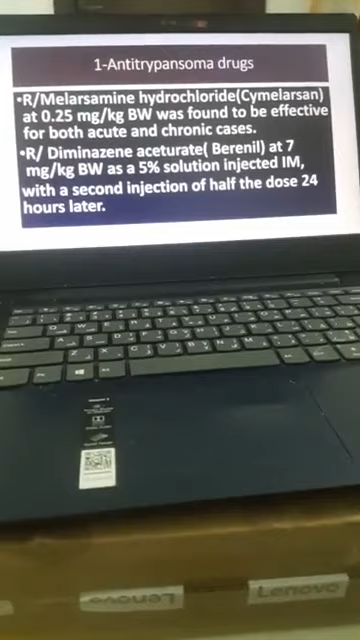 1-Antitrypansoma drugs
•R/Melarsamine hydrochloride(Cymelarsan)
at 0.25 mg/kg BW was found to be effective
for both acute and chronic cases.
•R/ Diminazene aceturate( Berenil) at 7
mg/kg BW as a 5% solution injected IM,
with a second injection of half the dose 24
hours later.
Lenovo
Lenovo